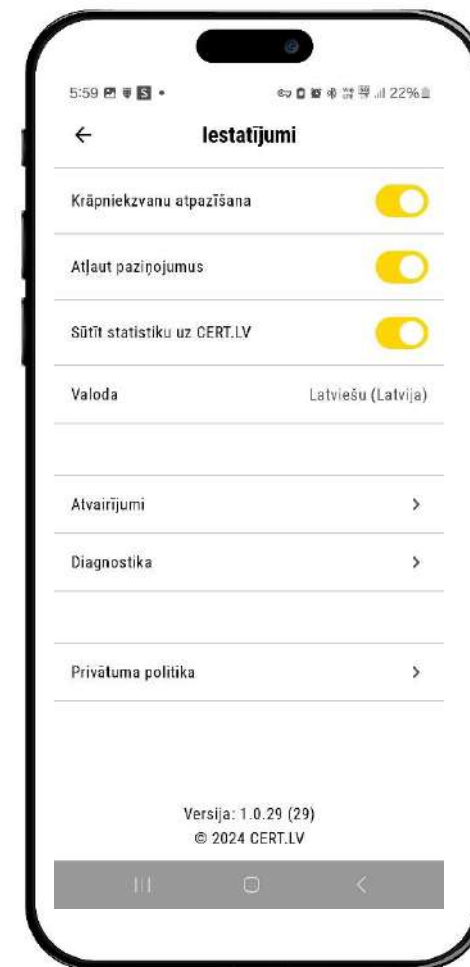 5:59
22%
Iestatījumi
Krāpniekzvanu atpazīšana
Atļaut paziņojumus
Sūtīt statistiku uz CERT.LV
Valoda Latviešu (Latvija)
Atvairījumi
Diagnostika
Privātuma politika
Versija: 1.0.29 (29)
© 2024 CERT.LV